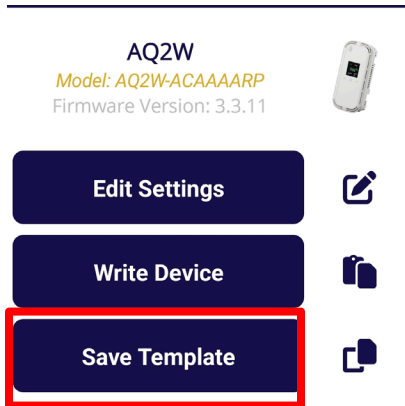 AQ2W
Model: AQ2W-ACAAAARP
Firmware Version: 3.3.11
Edit Settings
Write Device
Save Template